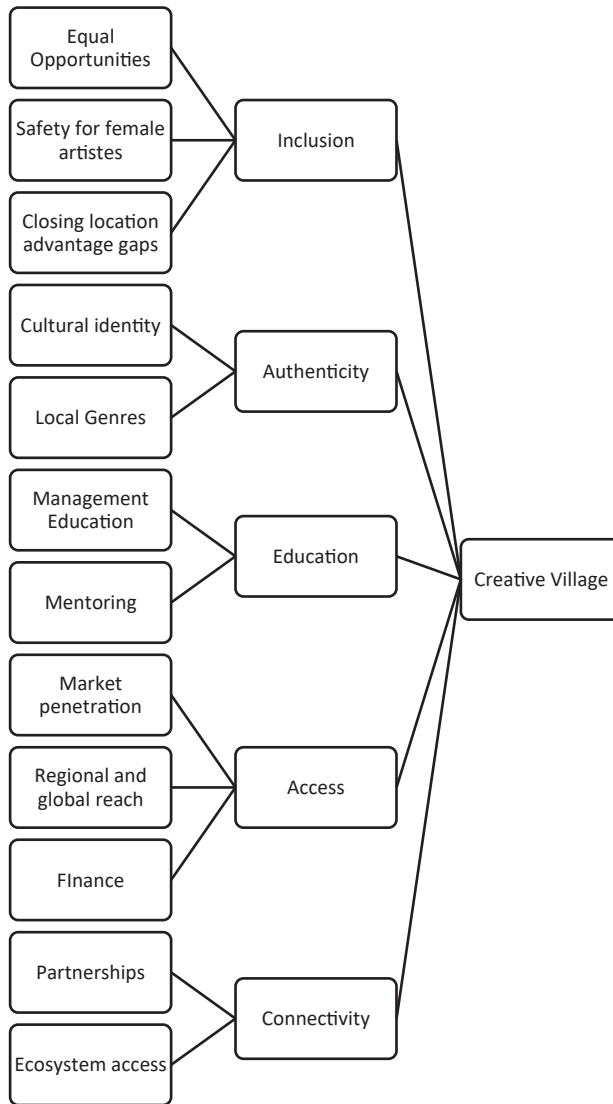 Equal
Opportunities
Safety for female
artistes
Inclusion
Closing location
advantage gaps
Cultural identity
Authenticity
Local Genres
Management
Education
Education
Creative Village
Mentoring
Market
penetration
Regional and
global reach
Access
FInance
Partnerships
Connectivity
Ecosystem access